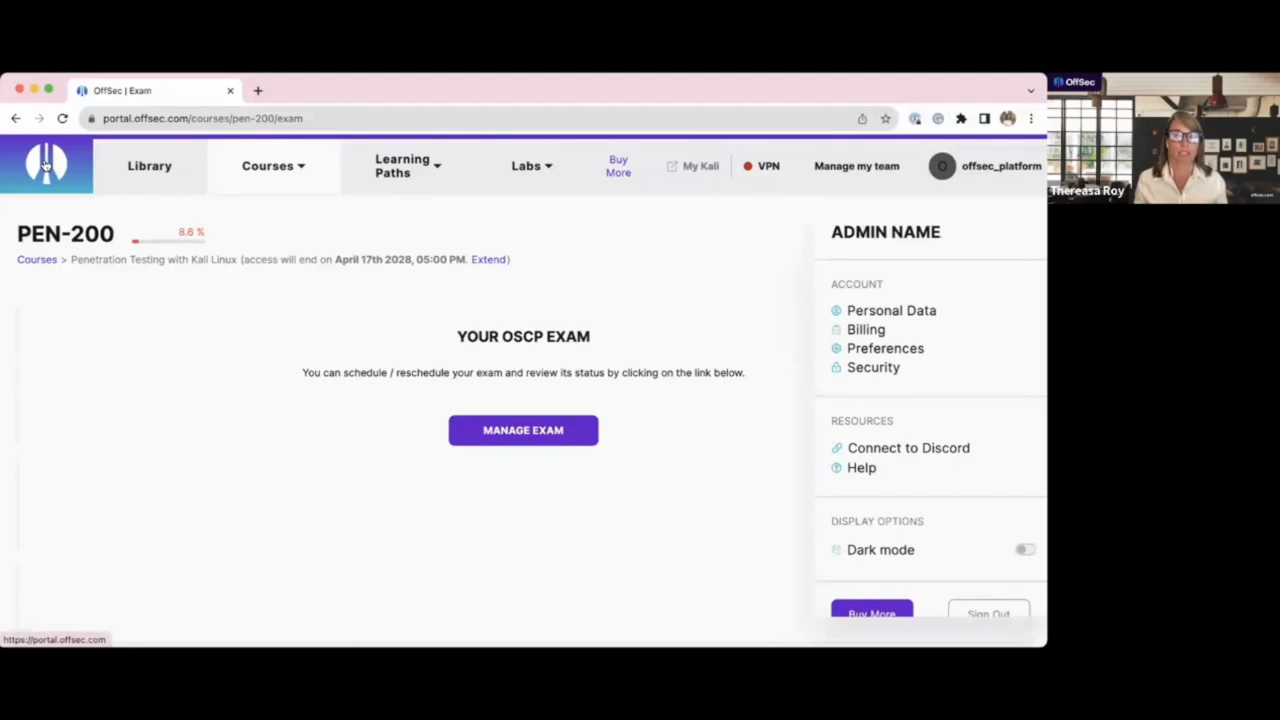 OffSec | Exam
portal.offsec.com/courses/pen-200/exam
OffSec
Library
Courses
Learning
Paths
Labs
Buy
More
My Kali
VPN
Manage my team
O
offsec_platform
Thereasa Roy
offsec.com
PEN-200
8.6 %
Courses > Penetration Testing with Kali Linux (access will end on April 17th 2028, 05:00 PM. Extend)
YOUR OSCP EXAM
You can schedule / reschedule your exam and review its status by clicking on the link below.
MANAGE EXAM
ADMIN NAME
ACCOUNT
Personal Data
Billing
Preferences
Security
RESOURCES
Connect to Discord
Help
DISPLAY OPTIONS
Dark mode
Buy More
Sign Out
https://portal.offsec.com